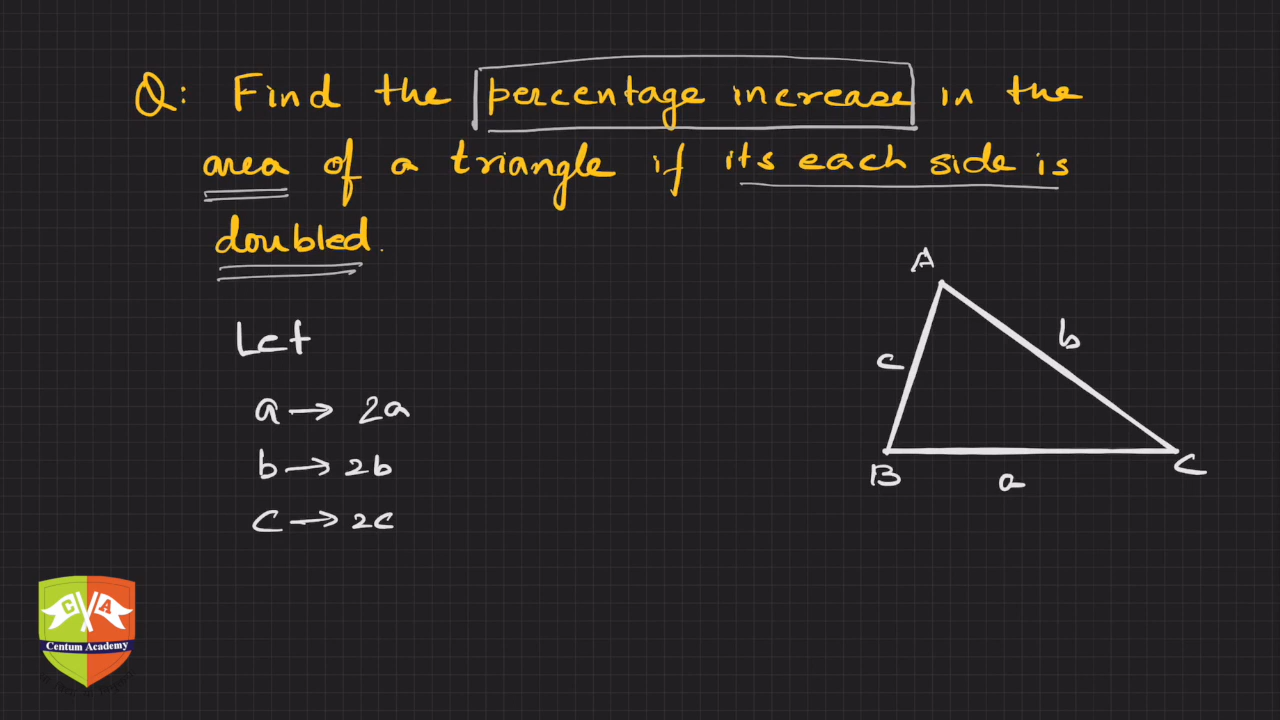 Q: Find the percentage increase in the
area of a triangle if its each side is
doubled.
Let
a → 2a
b → 2b
c → 2c
A
c
b
B
a
C
C A
Centum Academy